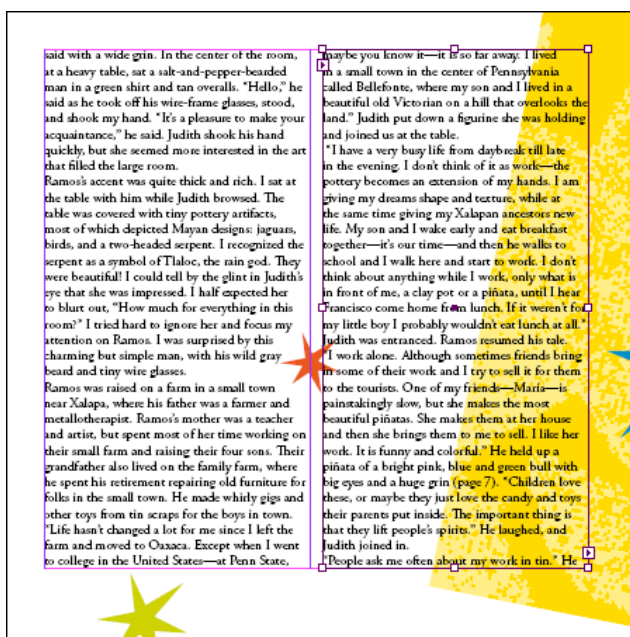 said with a wide grin. In the center of the room,
at a heavy table, sat a salt-and-pepper-bearded
man in a green shirt and tan overalls. “Hello,” he
said as he took off his wire-frame glasses, stood,
and shook my hand. “It’s a pleasure to make your
acquaintance,” he said. Judith shook his hand
quickly, but she seemed more interested in the art
that filled the large room.
Ramos’s accent was quite thick and rich. I sat at
the table with him while Judith browsed. The
table was covered with tiny pottery artifacts,
most of which depicted Mayan designs: jaguars,
birds, and a two-headed serpent. I recognized the
serpent as a symbol of Tlaloc, the rain god. They
were beautiful! I could tell by the glint in Judith’s
eye that she was impressed. I half expected her
to blurt out, “How much for everything in this
room?” I tried hard to ignore her and focus my
attention on Ramos. I was surprised by this
charming but simple man, with his wild gray
beard and tiny wire glasses.
Ramos was raised on a farm in a small town
near Xalapa, where his father was a farmer and
metallotherapist. Ramos’s mother was a teacher
and artist, but spent most of her time working on
their small farm and raising their four sons. Their
grandfather also lived on the family farm, where
he spent his retirement repairing old furniture for
folks in the small town. He made whirly gigs and
other toys from tin scraps for the boys in town.
“Life hasn’t changed a lot for me since I left the
farm and moved to Oaxaca. Except when I went
to college in the United States—at Penn State,
maybe you know it—it is so far away. I lived
in a small town in the center of Pennsylvania
called Bellefonte, where my son and I lived in a
beautiful old Victorian on a hill that overlooks the
land.” Judith put down a figurine she was holding
and joined us at the table.
“I have a very busy life from daybreak till late
in the evening. I don’t think of it as work—the
pottery becomes an extension of my hands. I am
giving my dreams shape and texture, while at
the same time giving my Xalapan ancestors new
life. My son and I wake early and eat breakfast
together—it’s our time—and then he walks to
school and I walk here and start to work. I don’t
think about anything while I work, only what is
in front of me, a clay pot or a piñata, until I hear
Francisco come home from lunch. If it weren’t for
my little boy I probably wouldn’t eat lunch at all.”
Judith was entranced. Ramos resumed his tale.
“I work alone. Although sometimes friends bring
in some of their work and I try to sell it for them
to the tourists. One of my friends—María—is
painstakingly slow, but she makes the most
beautiful piñatas. She makes them at her house
and then she brings them to me to sell. I like her
work. It is funny and colorful.” He held up a
piñata of a bright pink, blue and green bull with
big eyes and a huge grin (page 7). “Children love
these, or maybe they just love the candy and toys
their parents put inside. The important thing is
that they lift people’s spirits.” He laughed, and
Judith joined in.
“People ask me often about my work in tin.” He